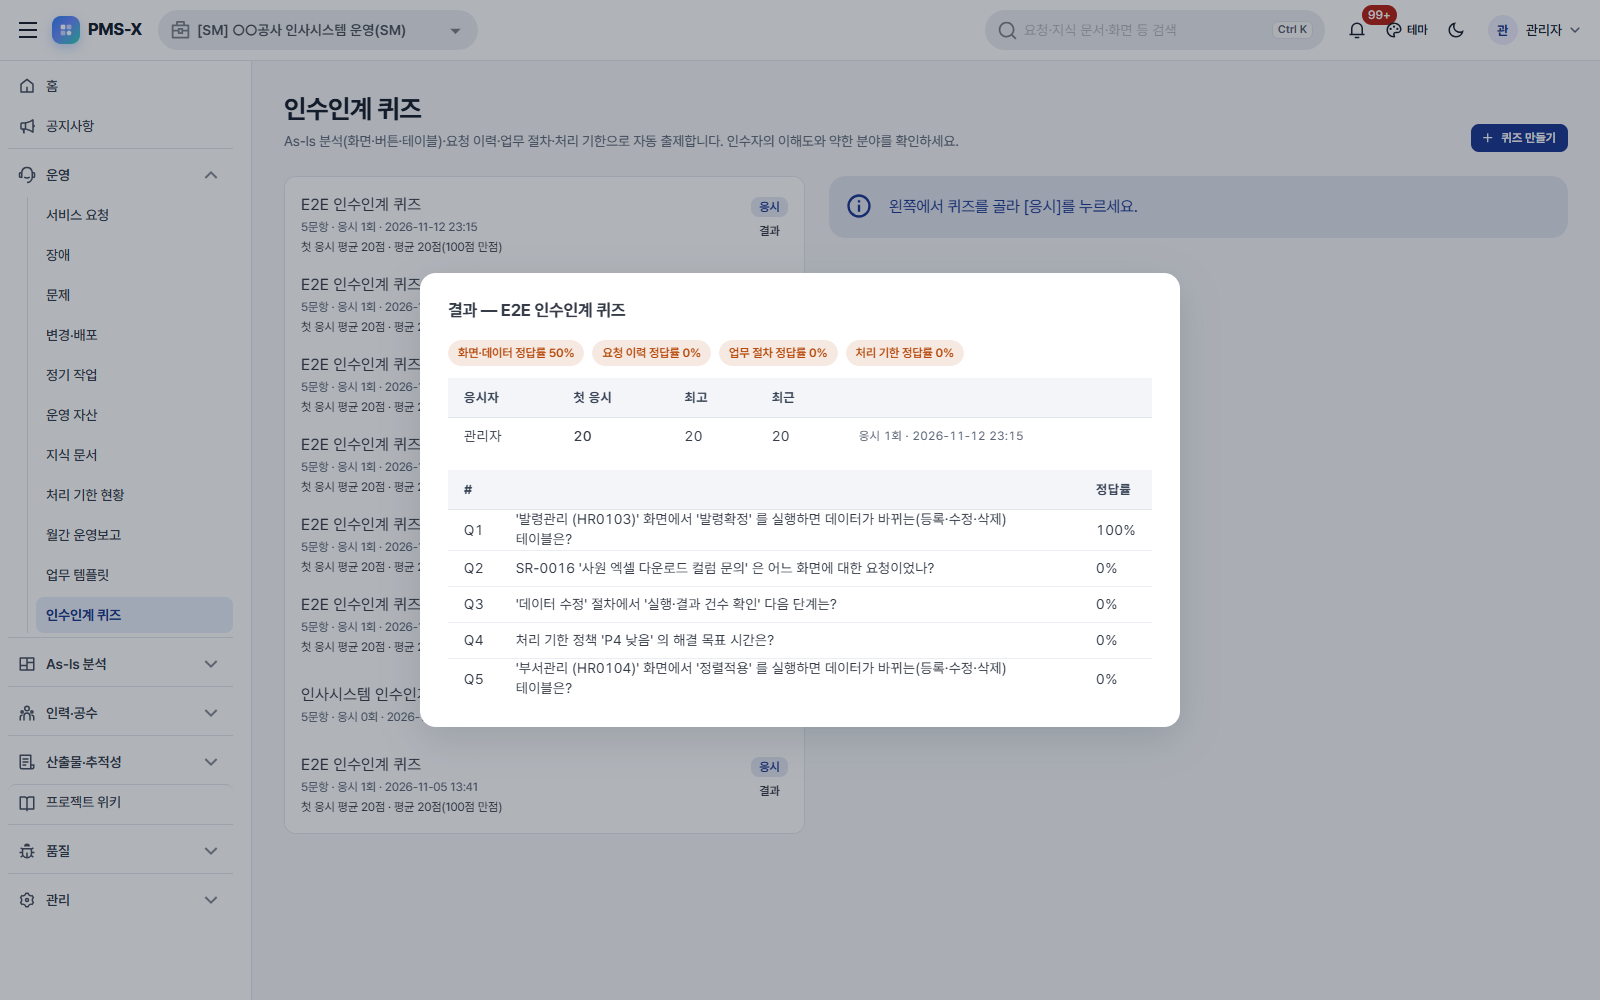 PMS-X
[SM] ○○공사 인사시스템 운영(SM)
요청·지식 문서·화면 등 검색
Ctrl K
99+
테마
관
관리자
홈
공지사항
운영
서비스 요청
장애
문제
변경·배포
정기 작업
운영 자산
지식 문서
처리 기한 현황
월간 운영보고
업무 템플릿
인수인계 퀴즈
As-Is 분석
인력·공수
산출물·추적성
프로젝트 위키
품질
관리
인수인계 퀴즈
As-Is 분석(화면·버튼·테이블)·요청 이력·업무 절차·처리 기한으로 자동 출제합니다. 인수자의 이해도와 약한 분야를 확인하세요.
+ 퀴즈 만들기
E2E 인수인계 퀴즈
5문항 · 응시 1회 · 2026-11-12 23:15
첫 응시 평균 20점 · 평균 20점(100점 만점)
응시
결과
E2E 인수인계 퀴즈
5문항 · 응시 1회 · 2026-
첫 응시 평균 20점 · 평균
E2E 인수인계 퀴즈
5문항 · 응시 1회 · 2026-
첫 응시 평균 20점 · 평균
E2E 인수인계 퀴즈
5문항 · 응시 1회 · 2026-
첫 응시 평균 20점 · 평균
E2E 인수인계 퀴즈
5문항 · 응시 1회 · 2026-
첫 응시 평균 20점 · 평균
E2E 인수인계 퀴즈
5문항 · 응시 1회 · 2026-
첫 응시 평균 20점 · 평균
인사시스템 인수인
5문항 · 응시 0회 · 2026-
E2E 인수인계 퀴즈
5문항 · 응시 1회 · 2026-11-05 13:41
첫 응시 평균 20점 · 평균 20점(100점 만점)
응시
결과
왼쪽에서 퀴즈를 골라 [응시]를 누르세요.
결과 — E2E 인수인계 퀴즈
화면·데이터 정답률 50%
요청 이력 정답률 0%
업무 절차 정답률 0%
처리 기한 정답률 0%
응시자 첫 응시 최고 최근
관리자 20 20 20 응시 1회 · 2026-11-12 23:15
# 정답률
Q1 '발령관리 (HR0103)' 화면에서 '발령확정' 를 실행하면 데이터가 바뀌는(등록·수정·삭제) 100%
테이블은?
Q2 SR-0016 '사원 엑셀 다운로드 컬럼 문의' 은 어느 화면에 대한 요청이었나? 0%
Q3 '데이터 수정' 절차에서 '실행·결과 건수 확인' 다음 단계는? 0%
Q4 처리 기한 정책 'P4 낮음' 의 해결 목표 시간은? 0%
Q5 '부서관리 (HR0104)' 화면에서 '정렬적용' 를 실행하면 데이터가 바뀌는(등록·수정·삭제) 0%
테이블은?